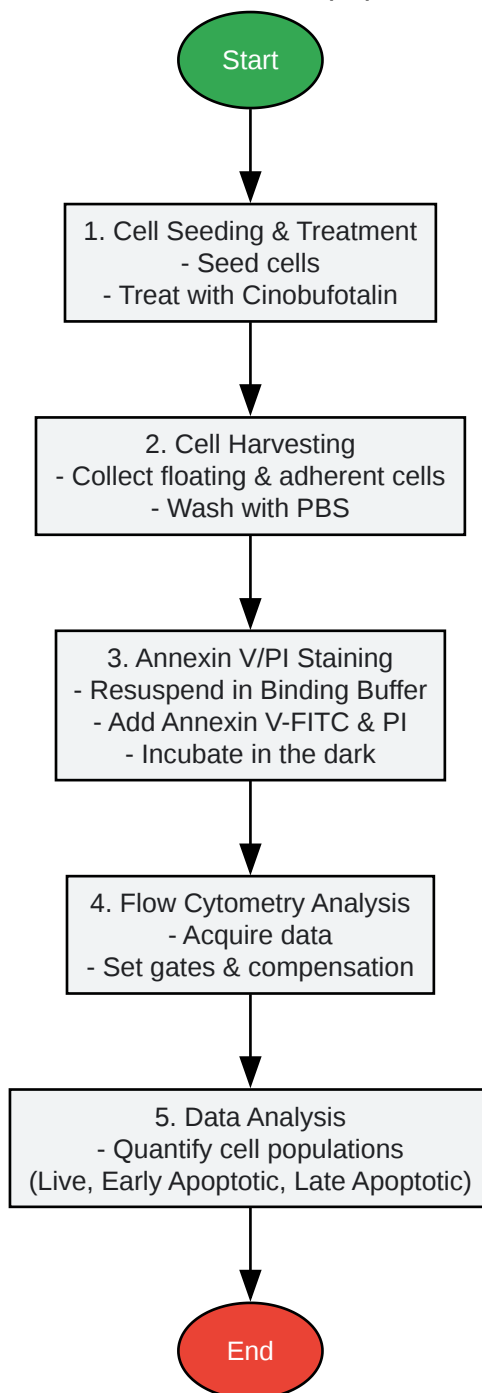 Start
1. Cell Seeding & Treatment
- Seed cells
- Treat with Cinobufotalin
2. Cell Harvesting
- Collect floating & adherent cells
- Wash with PBS
3. Annexin V/PI Staining
- Resuspend in Binding Buffer
- Add Annexin V-FITC & PI
- Incubate in the dark
4. Flow Cytometry Analysis
- Acquire data
- Set gates & compensation
5. Data Analysis
- Quantify cell populations
(Live, Early Apoptotic, Late Apoptotic)
End